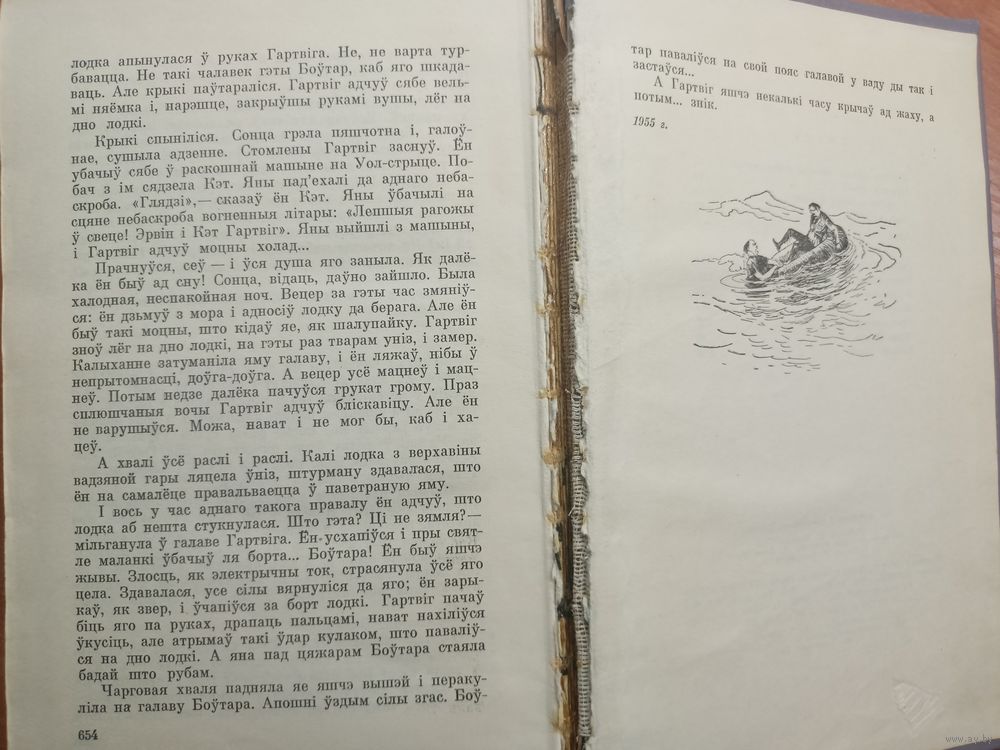 лодка апынулася ў руках Гартвіга. Не, не варта тур-
бавацца. Не такі чалавек гэты Боўтар, каб яго шкада-
ваць. Але крыкі паўтараліся. Гартвіг адчуў сябе вель-
мі няёмка і, нарэшце, закрыўшы рукамі вушы, лёг на
дно лодкі.
Крыкі спыніліся. Сонца грэла пяшчотна і, галоў-
нае, сушыла адзенне. Стомлены Гартвіг заснуў. Ён
убачыў сябе ў раскошнай машыне на Уол-стрыце. По-
бач з ім сядзела Кэт. Яны пад'ехалі да аднаго неба-
скроба. «Глядзі»,— сказаў ён Кэт. Яны ўбачылі на
сцяне небаскроба вогненныя літары: «Лепшыя рагожы
ў свеце! Эрвін і Кэт Гартвіг». Яны выйшлі з машыны,
і Гартвіг адчуў моцны холад...
Прачнуўся, сеў — і ўся душа яго заныла. Як далё-
ка ён быў ад сну! Сонца, відаць, даўно зайшло. Была
халодная, неспакойная ноч. Вецер за гэты час змяніў-
ся: ён дзьмуў з мора і адносіў лодку да берага. Але ён
быў такі моцны, што кідаў яе, як шалупайку. Гартвіг
зноў лёг на дно лодкі, на гэты раз тварам уніз, і замер.
Калыханне затуманіла яму галаву, і ён ляжаў, нібы ў
непрытомнасці, доўга-доўга. А вецер усё мацнеў і мац-
неў. Потым недзе далёка пачуўся грукат грому. Праз
сплюшчаныя вочы Гартвіг адчуў бліскавіцу. Але ён
не варушыўся. Можа, нават і не мог бы, каб і ха-
цеў.
А хвалі ўсё раслі і раслі. Калі лодка з верхавіны
вадзяной гары ляцела ўніз, штурману здавалася, што
ён на самалёце правальваецца ў паветраную яму.
І вось у час аднаго такога правалу ён адчуў, што
лодка аб нешта стукнулася. Што гэта? Ці не зямля?—
мільганула ў галаве Гартвіга. Ён усхапіўся і пры свят-
ле маланкі ўбачыў ля борта... Боўтара! Ён быў яшчэ
жывы. Злосць, як электрычны ток, страсянула ўсё яго
цела. Здавалася, усе сілы вярнуліся да яго; ён зары-
каў, як звер, і ўчапіўся за борт лодкі. Гартвіг пачаў
біць яго па руках, драпаць пальцамі, нават нахіліўся
ўкусіць, але атрымаў такі ўдар кулаком, што паваліў-
ся на дно лодкі. А яна пад цяжарам Боўтара стаяла
бадай што рубам.
Чарговая хваля падняла яе яшчэ вышэй і пераку-
ліла на галаву Боўтара. Апошні ўздым сілы згас. Боў-
654
тар паваліўся на свой пояс галавой у ваду ды так і
застаўся...
А Гартвіг яшчэ некалькі часу крычаў ад жаху, а
потым... знік.
1955 г.
www.ay.by